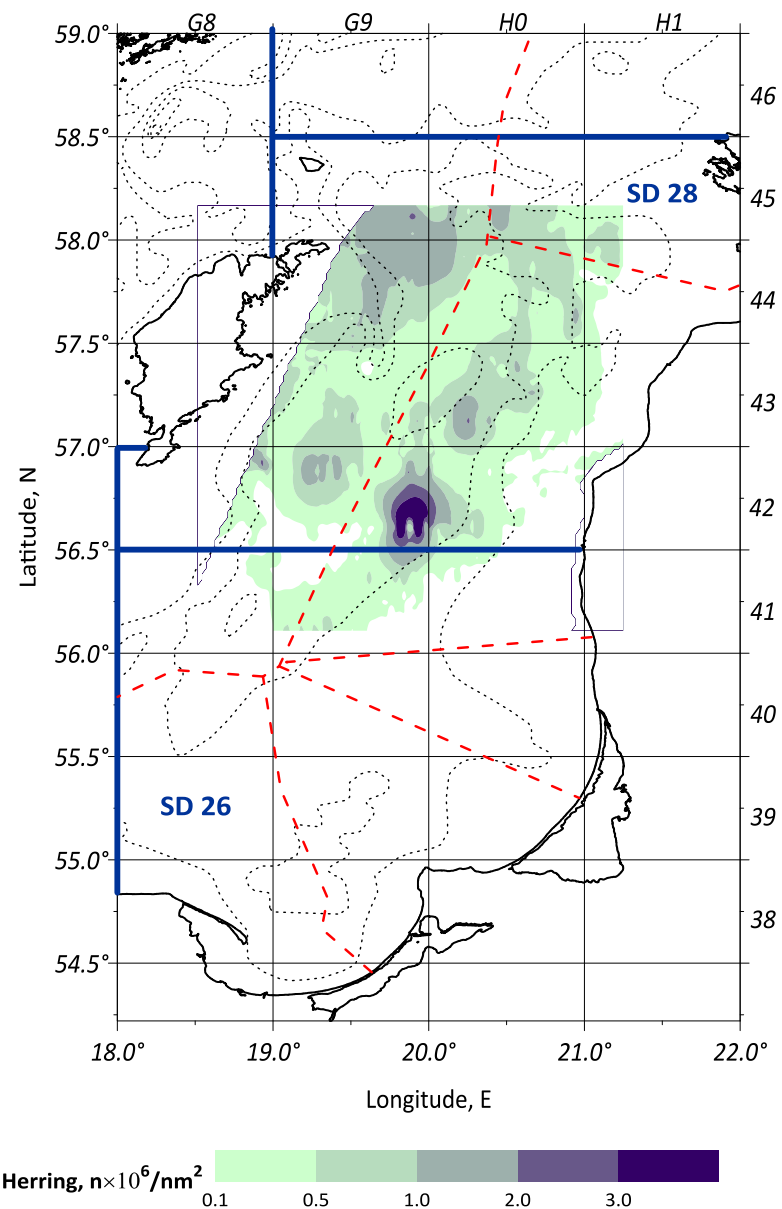 G8 G9 H0 H1
59.0°
46
58.5°
SD 28
45
58.0°
44
57.5°
43
57.0°
42
56.5°
41
56.0°
40
55.5°
SD 26
39
55.0°
38
54.5°
Latitude, N
18.0° 19.0° 20.0° 21.0° 22.0°
Longitude, E
Herring, n×10⁶/nm²
0.1 0.5 1.0 2.0 3.0